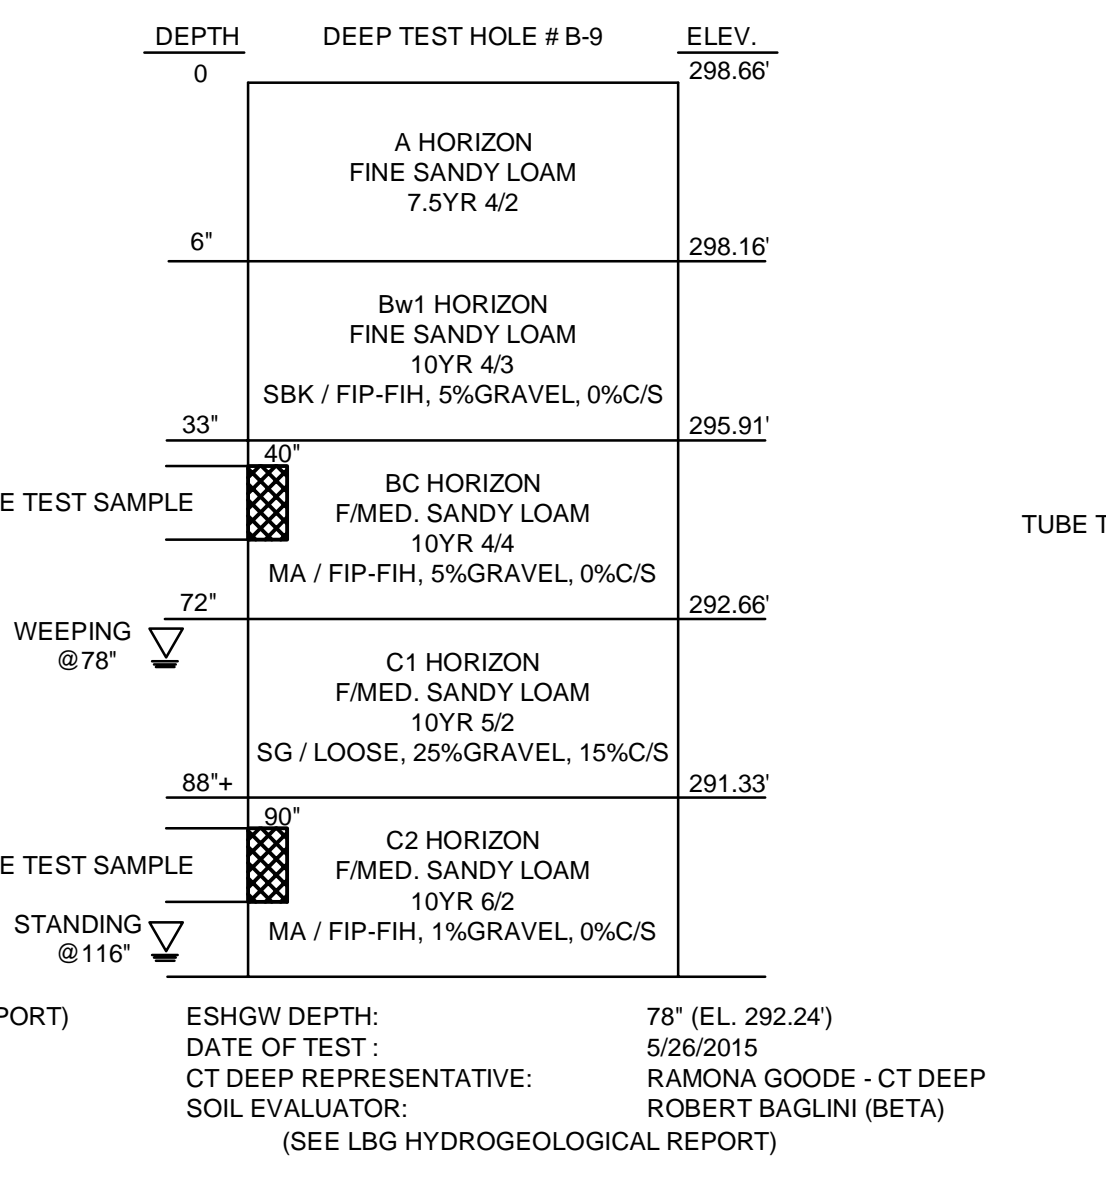 DEPTH DEEP TEST HOLE # B-9 ELEV.
0 298.66'
A HORIZON
FINE SANDY LOAM
7.5YR 4/2
6" 298.16'
Bw1 HORIZON
FINE SANDY LOAM
10YR 4/3
SBK / FIP-FIH, 5%GRAVEL, 0%C/S
33" 295.91'
40"
BC HORIZON
E TEST SAMPLE F/MED. SANDY LOAM TUBE T
10YR 4/4
MA / FIP-FIH, 5%GRAVEL, 0%C/S
72" 292.66'
WEEPING
@78"
C1 HORIZON
F/MED. SANDY LOAM
10YR 5/2
SG / LOOSE, 25%GRAVEL, 15%C/S
88"+ 291.33'
90"
C2 HORIZON
E TEST SAMPLE F/MED. SANDY LOAM
10YR 6/2
STANDING
@116"
MA / FIP-FIH, 1%GRAVEL, 0%C/S
PORT) ESHGW DEPTH: 78" (EL. 292.24')
DATE OF TEST : 5/26/2015
CT DEEP REPRESENTATIVE: RAMONA GOODE - CT DEEP
SOIL EVALUATOR: ROBERT BAGLINI (BETA)
(SEE LBG HYDROGEOLOGICAL REPORT)